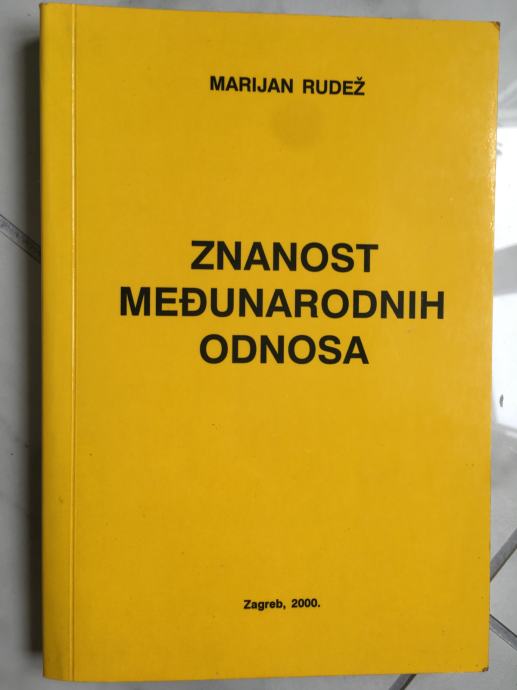 MARIJAN RUDEŽ
ZNANOST
MEĐUNARODNIH
ODNOSA
Zagreb, 2000.